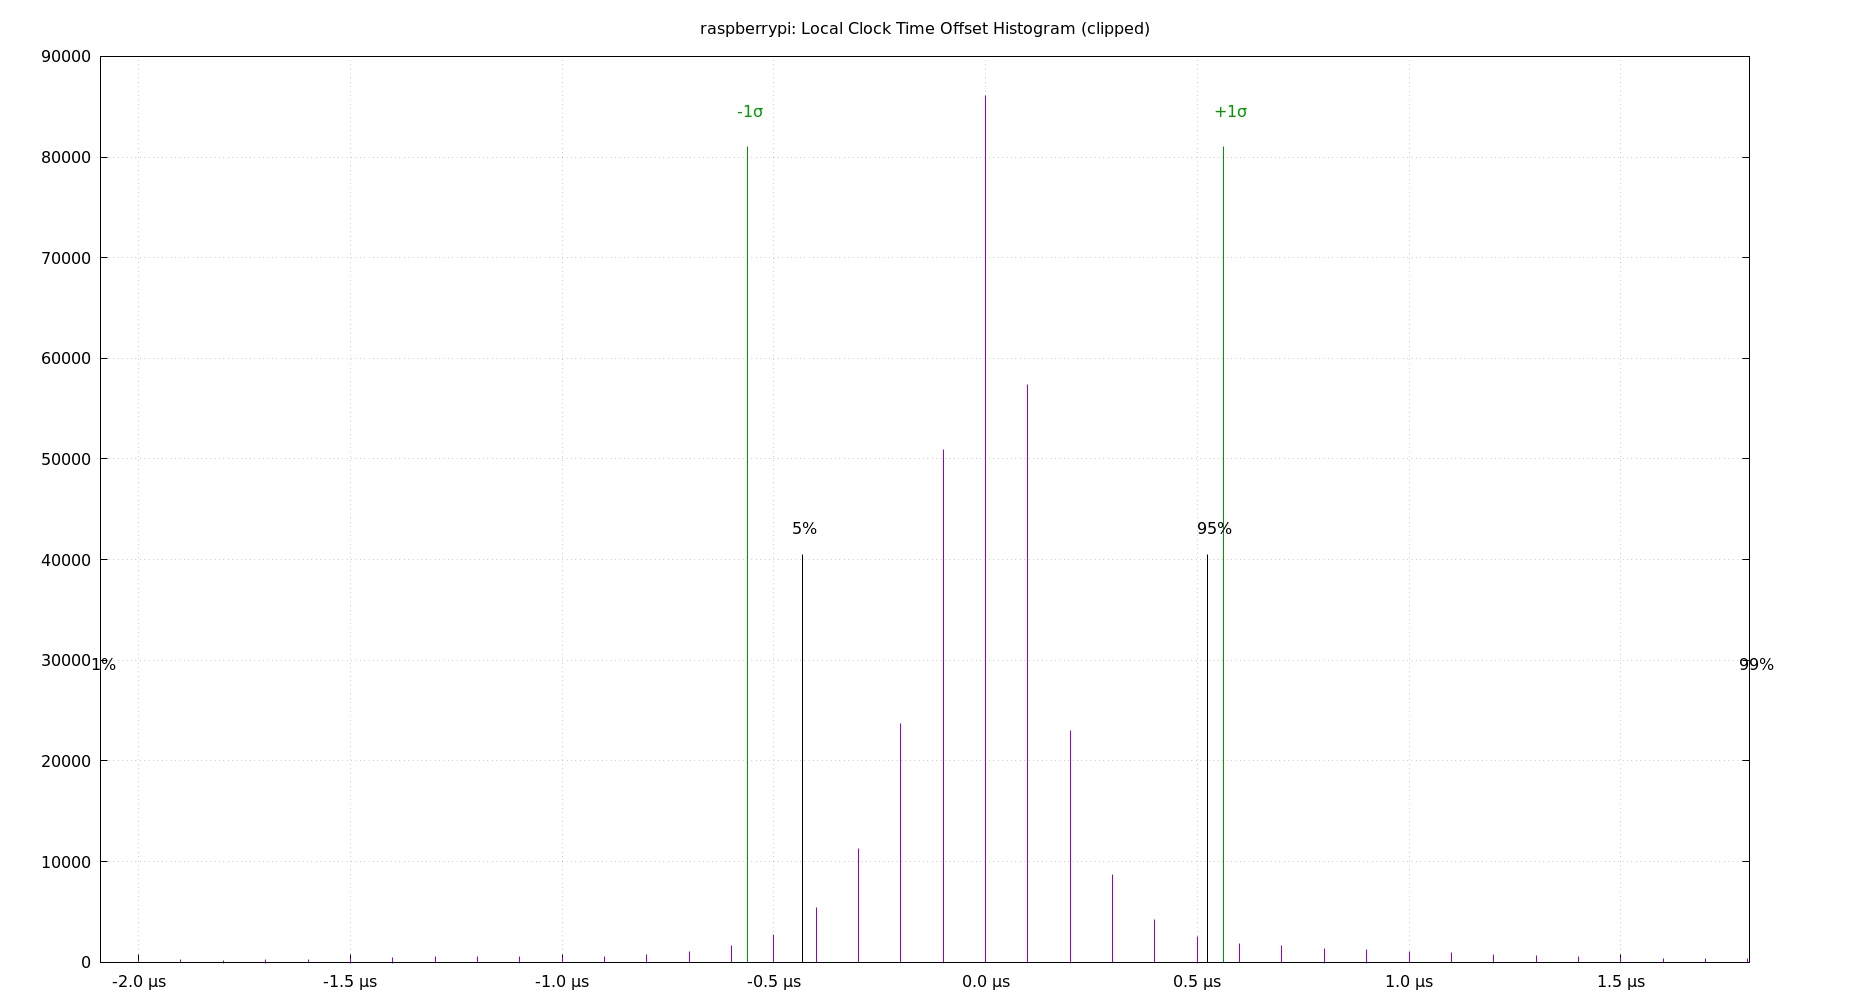 raspberrypi: Local Clock Time Offset Histogram (clipped)
90000
-1σ
+1σ
80000
70000
60000
50000
5%
95%
40000
30000
1%
99%
20000
10000
0
-2.0 µs
-1.5 µs
-1.0 µs
-0.5 µs
0.0 µs
0.5 µs
1.0 µs
1.5 µs